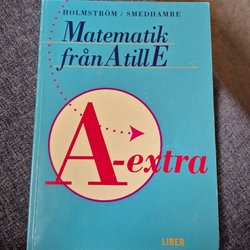 HOLMSTRÖM / SMEDHAMRE
Matematik
från A till E
A-extra
LIBER